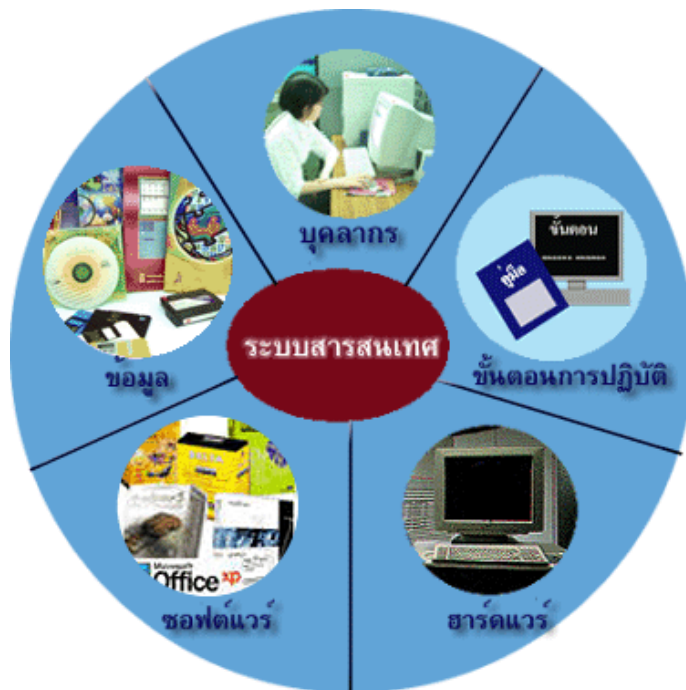 บุคลากร
ขั้นตอน
คู่มือ
ระบบสารสนเทศ
ข้อมูล
ขั้นตอนการปฏิบัติ
Microsoft
Office xp
ซอฟต์แวร์
ฮาร์ดแวร์